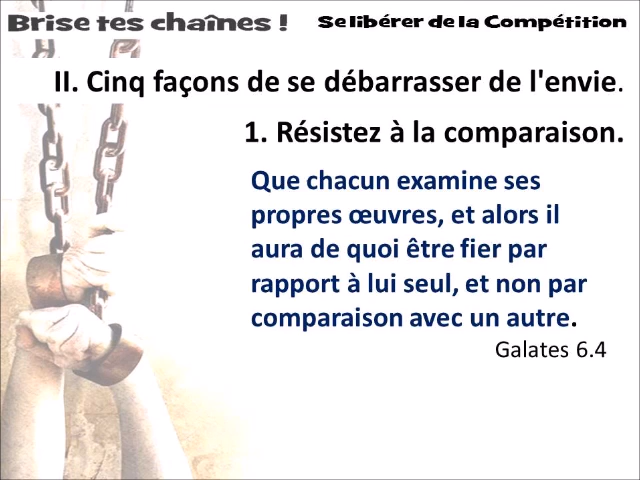 Brise tes chaînes !
Se libérer de la Compétition
II. Cinq façons de se débarrasser de l'envie.
1. Résistez à la comparaison.
Que chacun examine ses
propres œuvres, et alors il
aura de quoi être fier par
rapport à lui seul, et non par
comparaison avec un autre.
Galates 6.4